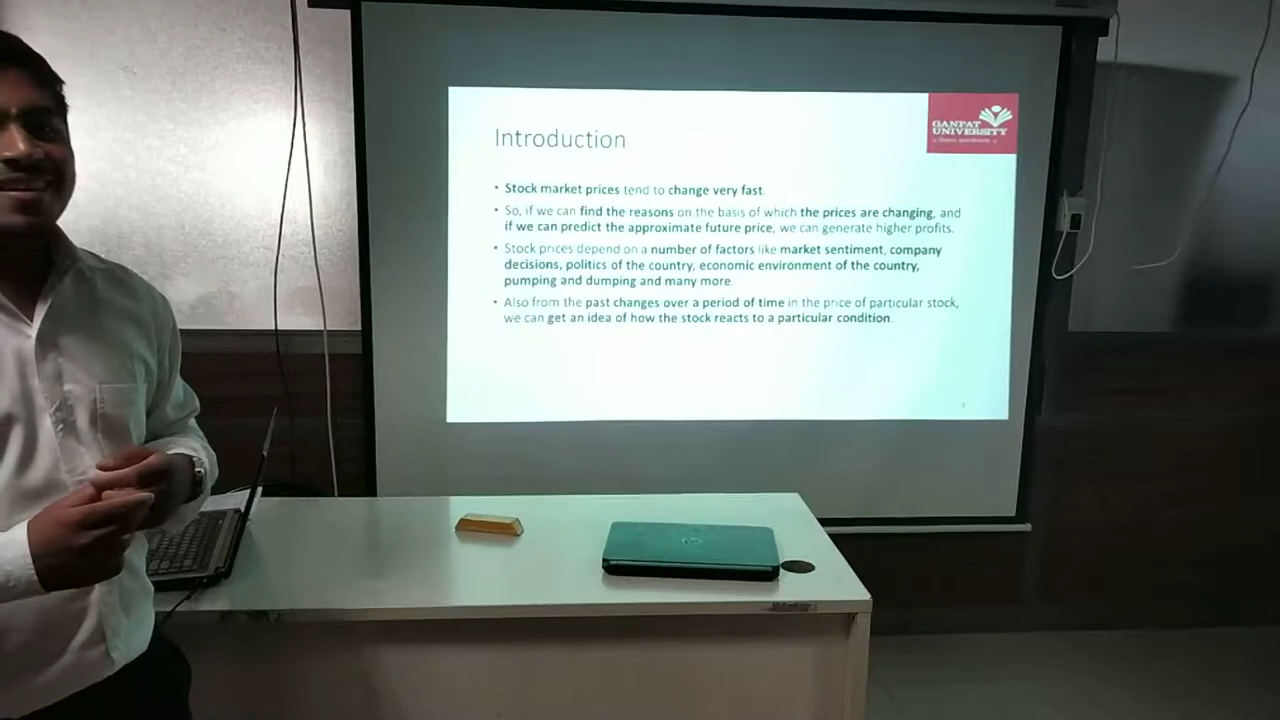 Introduction
GANPAT
UNIVERSITY
• Stock market prices tend to change very fast.
• So, if we can find the reasons on the basis of which the prices are changing, and
if we can predict the approximate future price, we can generate higher profits.
• Stock prices depend on a number of factors like market sentiment, company
decisions, politics of the country, economic environment of the country,
pumping and dumping and many more.
• Also from the past changes over a period of time in the price of particular stock,
we can get an idea of how the stock reacts to a particular condition.
hp